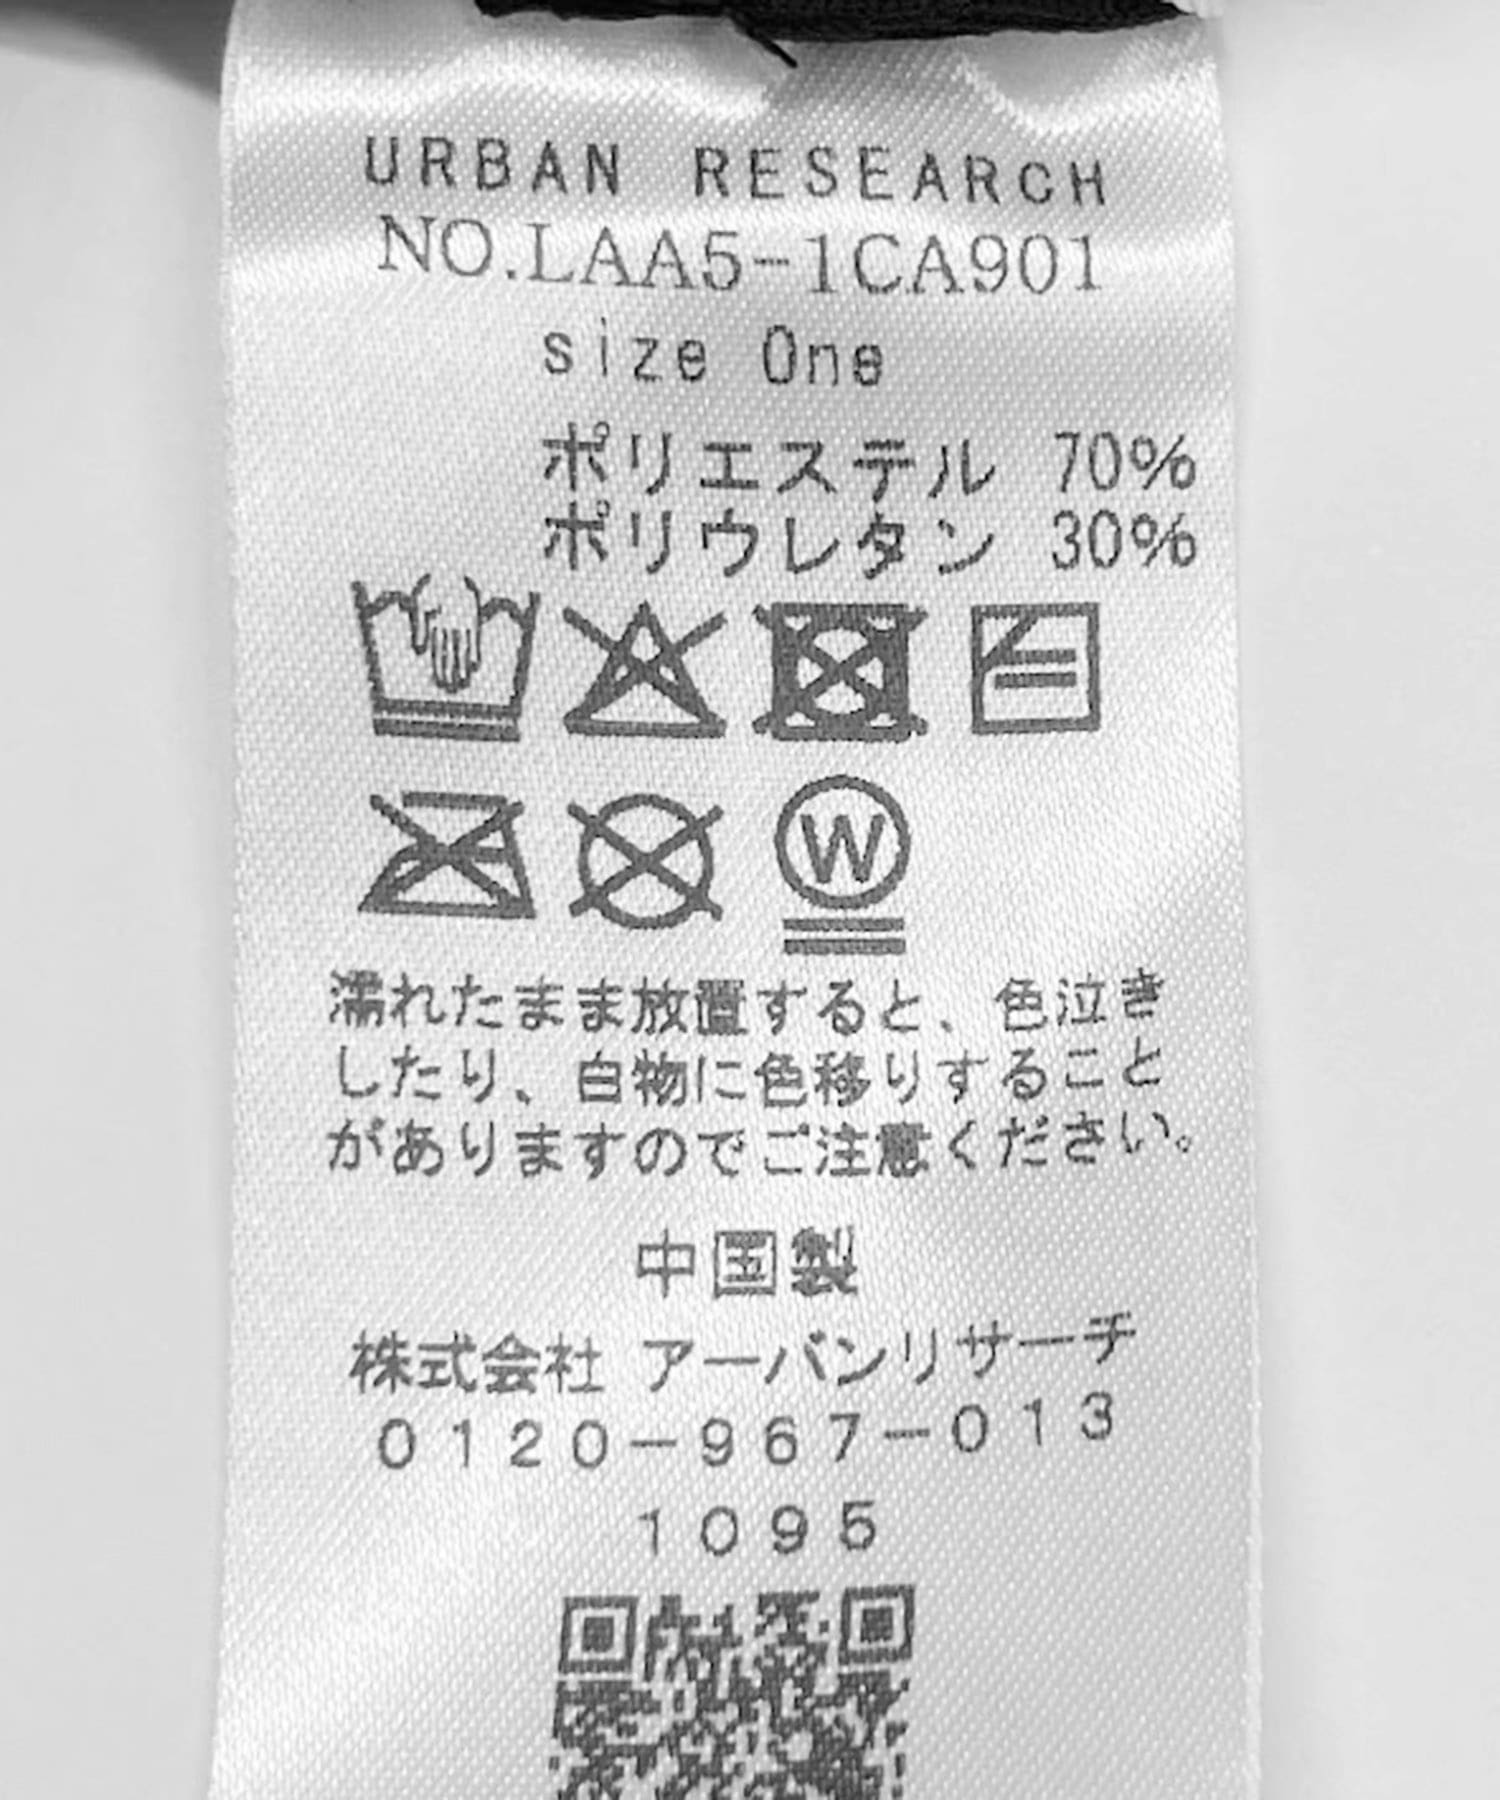 URBAN RESEARCH
NO.LAA5-1CA901
size One
ポリエステル 70%
ポリウレタン 30%
W
濡れたまま放置すると、色泣き
したり、白物に色移りすること
がありますのでご注意ください。
中国製
株式会社 アーバンリサーチ
0120-967-013
1095